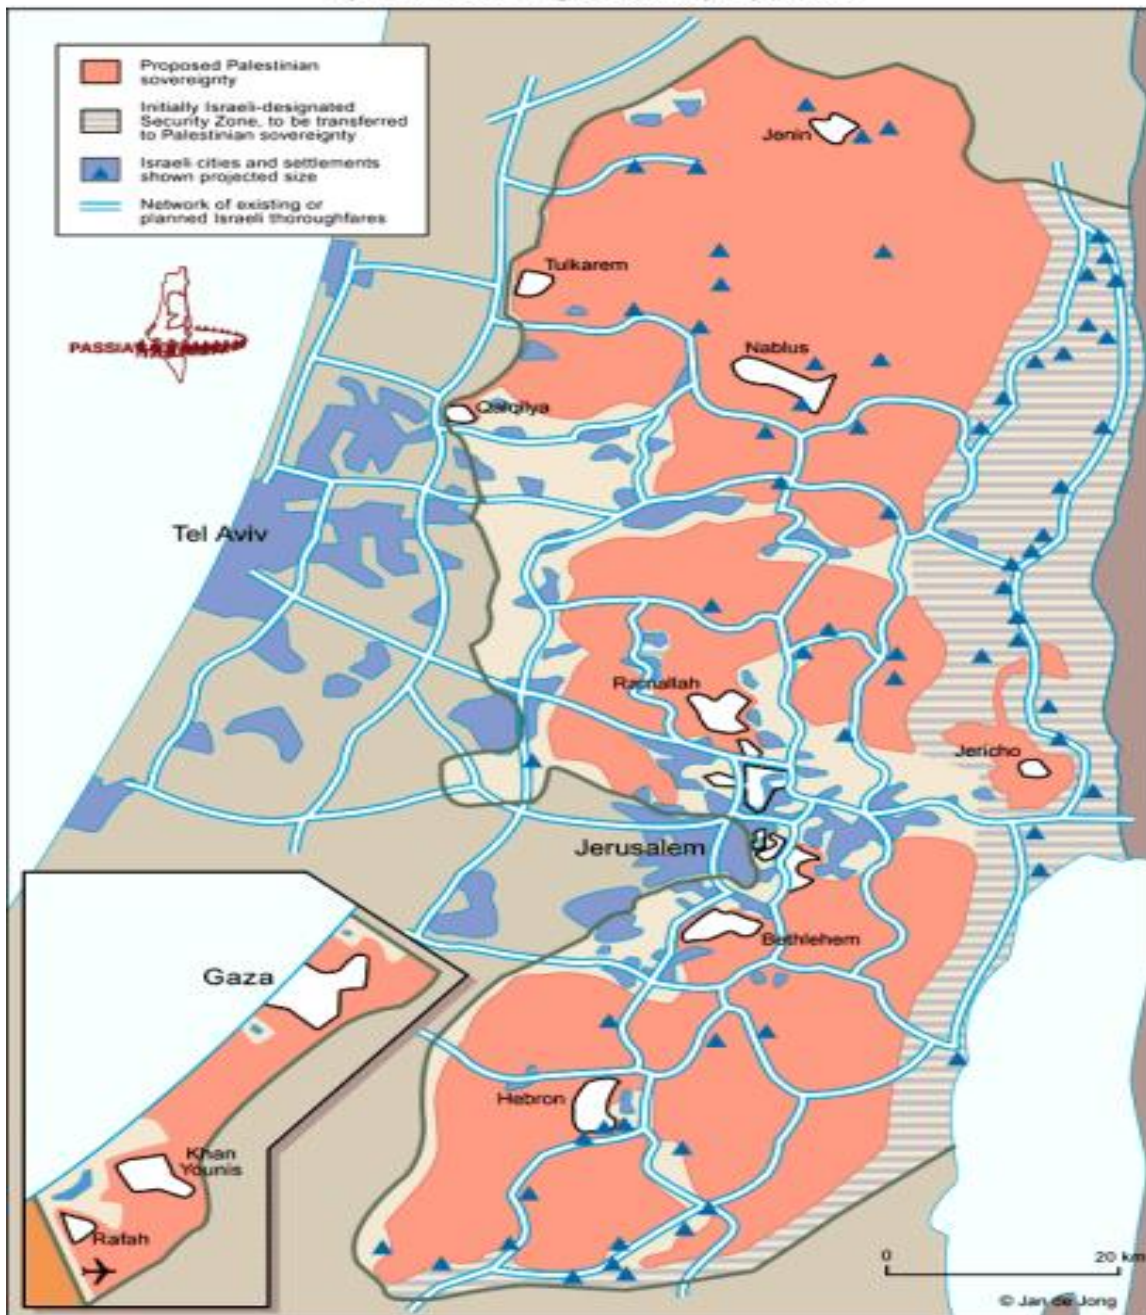 Proposed Palestinian
sovereignty
Initially Israeli-designated
Security Zone, to be transferred
to Palestinian sovereignty
Israeli cities and settlements
shown projected size
Network of existing or
planned Israeli thoroughfares
Jenin
Tulkarem
PASSIA
Nablus
Qalqilya
Tel Aviv
Ramallah
Jericho
Jerusalem
Bethlehem
Gaza
Hebron
Khan
Younis
Rafah
0
20 km
© Jan de Jong